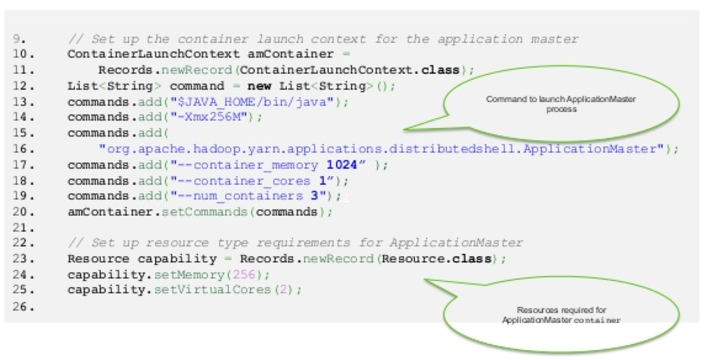 9. // Set up the container launch context for the application master
10. ContainerLaunchContext amContainer =
11. Records.newRecord(ContainerLaunchContext.class);
12. List<String> command = new List<String>();
13. commands.add("$JAVA_HOME/bin/java");
14. commands.add("-Xmx256M");
15. commands.add(
16. "org.apache.hadoop.yarn.applications.distributedshell.ApplicationMaster");
17. commands.add("--container_memory 1024" );
18. commands.add("--container_cores 1");
19. commands.add("--num_containers 3");
20. amContainer.setCommands(commands);
21.
22. // Set up resource type requirements for ApplicationMaster
23. Resource capability = Records.newRecord(Resource.class);
24. capability.setMemory(256);
25. capability.setVirtualCores(2);
26.
Command to launch ApplicationMaster
process
Resources required for
ApplicationMaster container